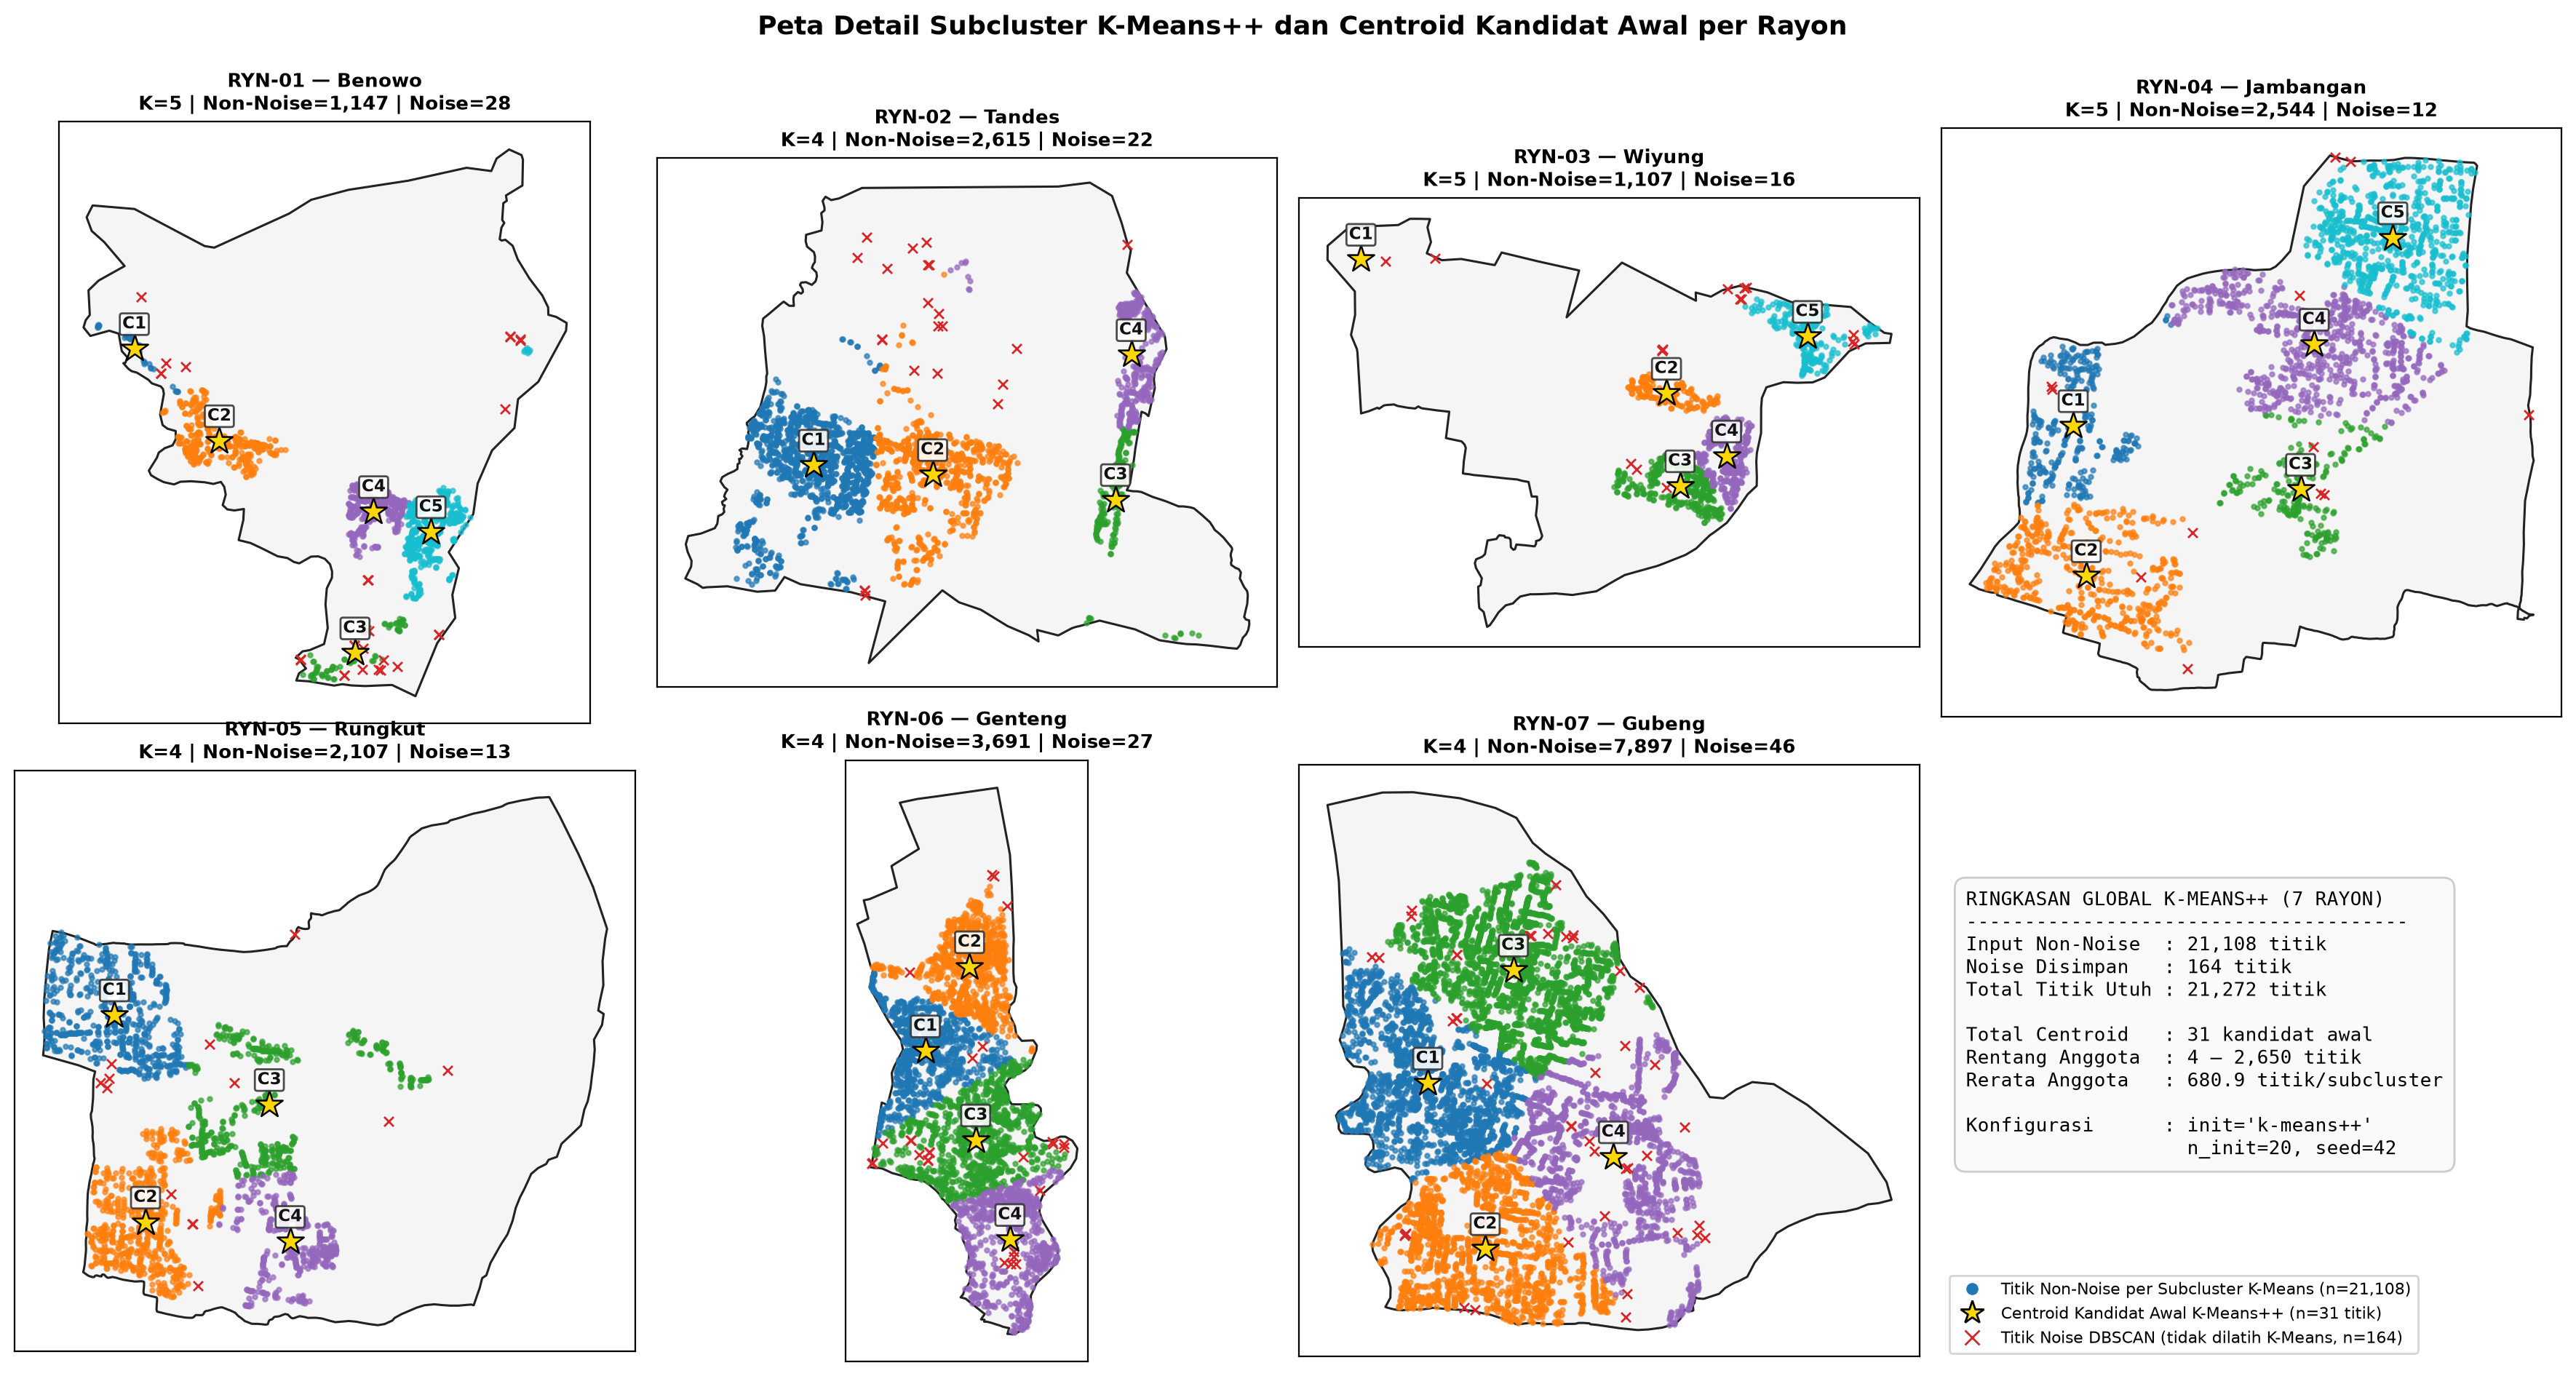 Peta Detail Subcluster K-Means++ dan Centroid Kandidat Awal per Rayon
RYN-01 — Benowo
K=5 | Non-Noise=1,147 | Noise=28
C1
C2
C4
C5
C3
RYN-02 — Tandes
K=4 | Non-Noise=2,615 | Noise=22
C4
C1
C2
C3
RYN-03 — Wiyung
K=5 | Non-Noise=1,107 | Noise=16
C1
C5
C2
C4
C3
RYN-04 — Jambangan
K=5 | Non-Noise=2,544 | Noise=12
C5
C4
C1
C3
C2
RYN-05 — Rungkut
K=4 | Non-Noise=2,107 | Noise=13
C1
C3
C2
C4
RYN-06 — Genteng
K=4 | Non-Noise=3,691 | Noise=27
C2
C1
C3
C4
RYN-07 — Gubeng
K=4 | Non-Noise=7,897 | Noise=46
C3
C1
C4
C2
RINGKASAN GLOBAL K-MEANS++ (7 RAYON)
--------------------------------------
Input Non-Noise : 21,108 titik
Noise Disimpan : 164 titik
Total Titik Utuh : 21,272 titik
Total Centroid : 31 kandidat awal
Rentang Anggota : 4 – 2,650 titik
Rerata Anggota : 680.9 titik/subcluster
Konfigurasi : init='k-means++'
n_init=20, seed=42
Titik Non-Noise per Subcluster K-Means (n=21,108)
Centroid Kandidat Awal K-Means++ (n=31 titik)
Titik Noise DBSCAN (tidak dilatih K-Means, n=164)